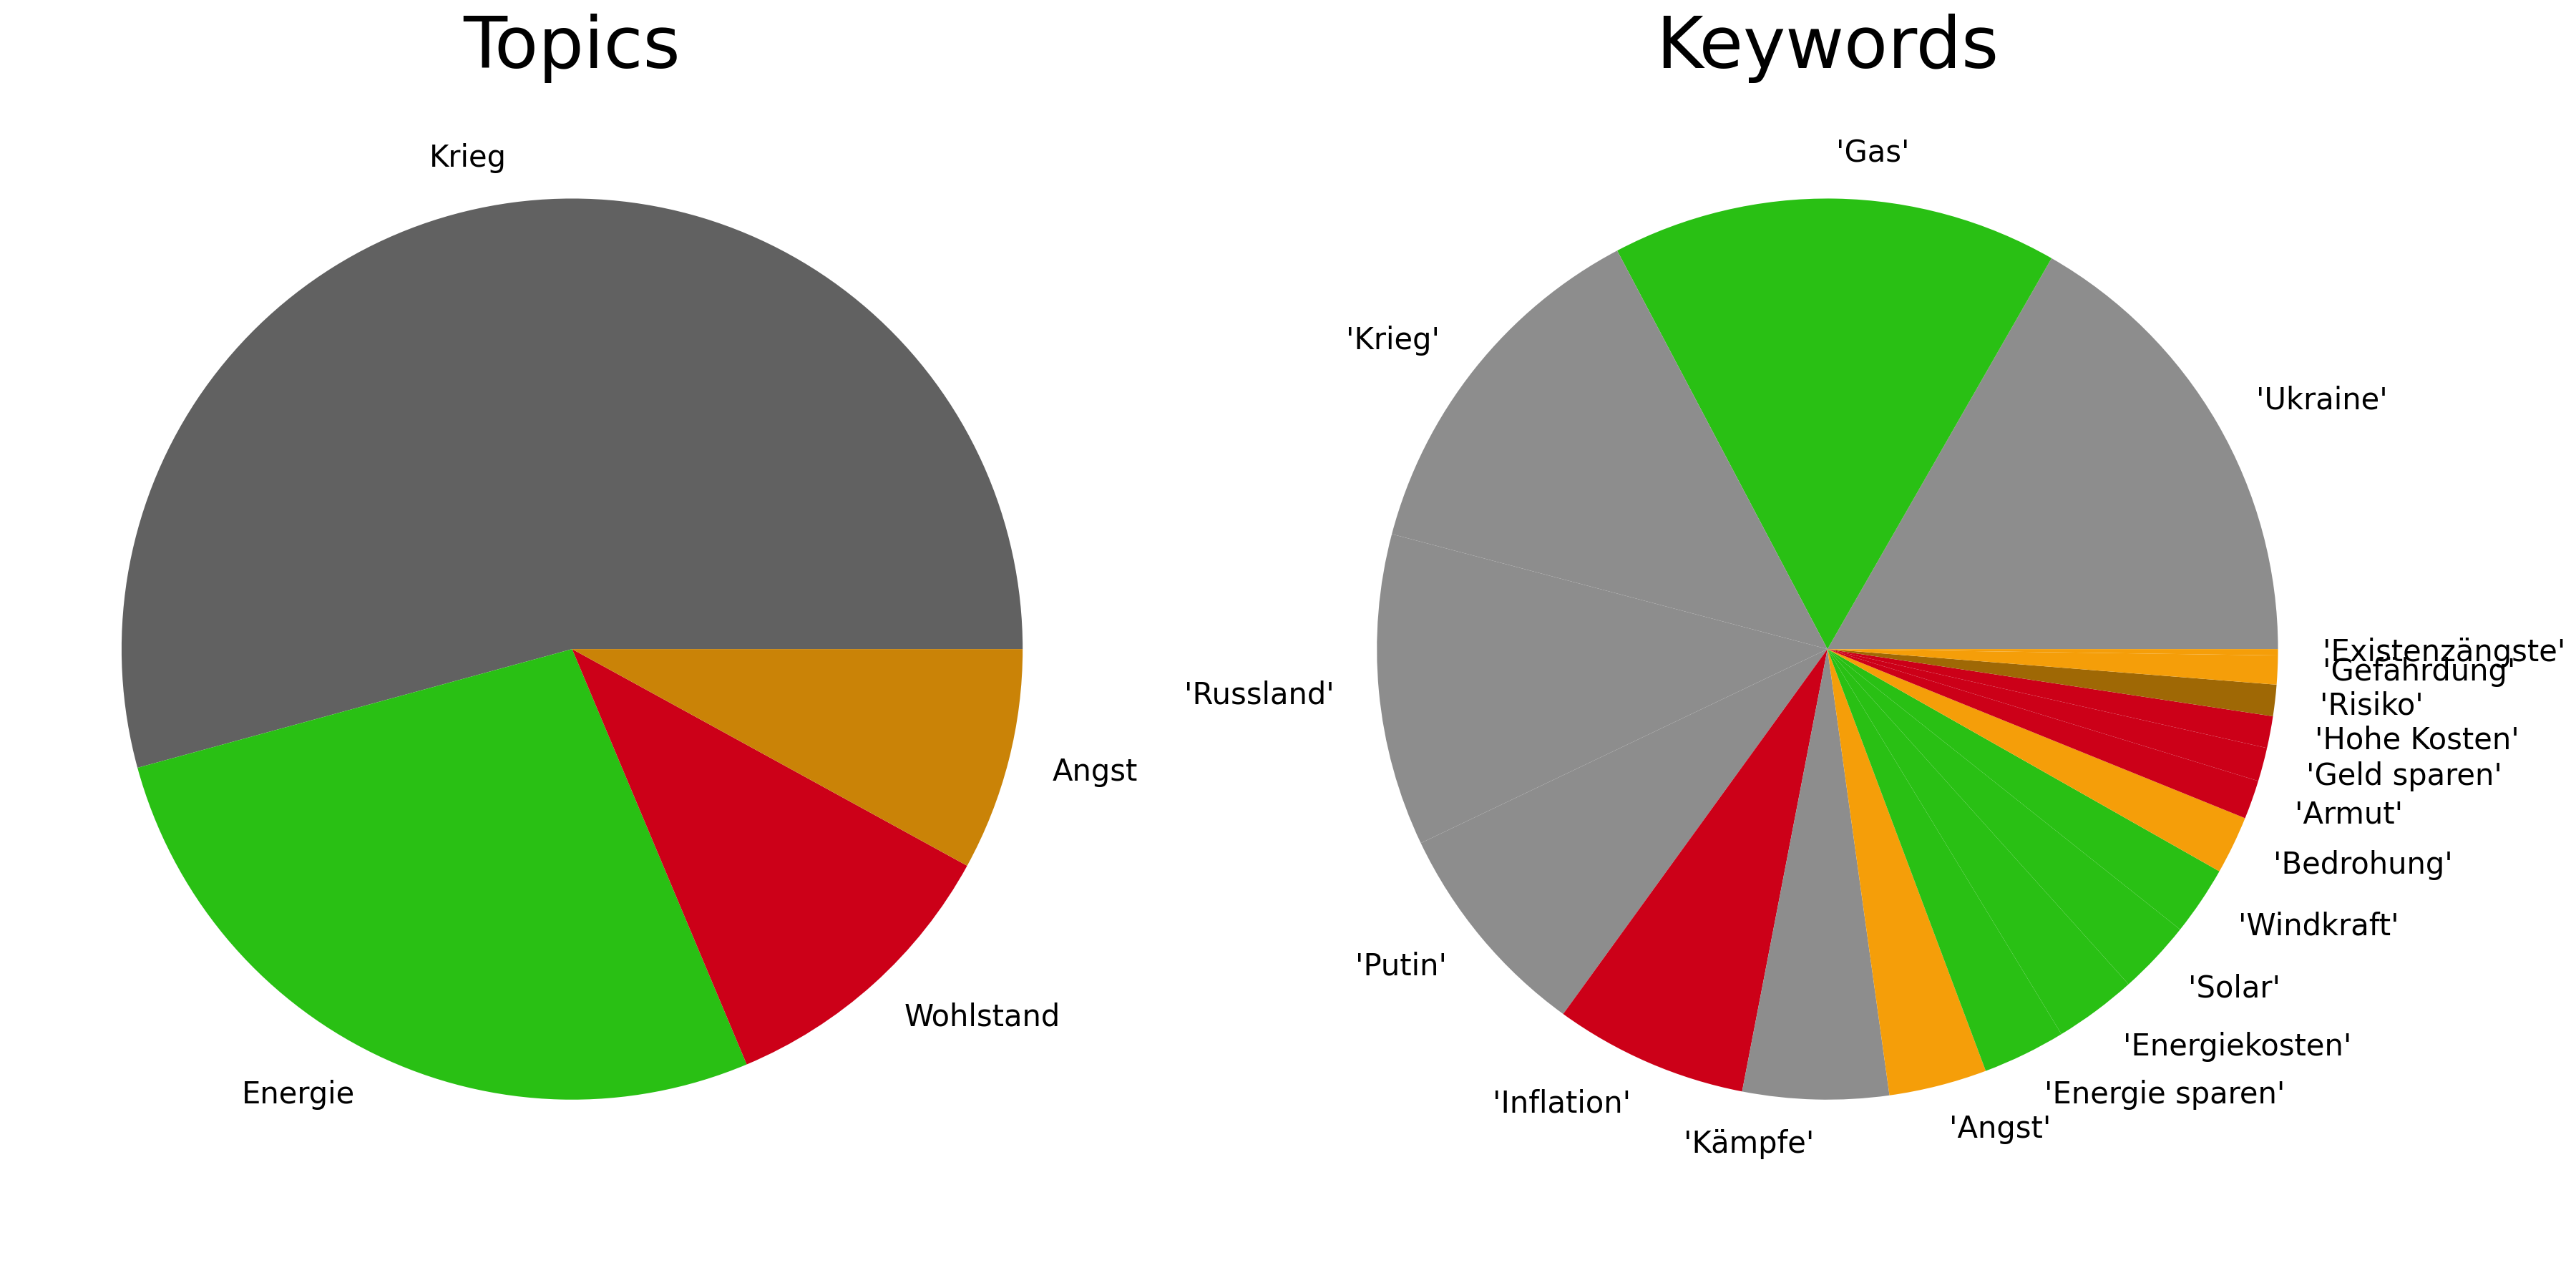 Topics
Krieg
Energie
Wohlstand
Angst
Keywords
'Ukraine'
'Gas'
'Krieg'
'Russland'
'Putin'
'Inflation'
'Kämpfe'
'Angst'
'Energie sparen'
'Energiekosten'
'Solar'
'Windkraft'
'Bedrohung'
'Armut'
'Geld sparen'
'Hohe Kosten'
'Risiko'
'Gefährdung'
'Existenzängste'